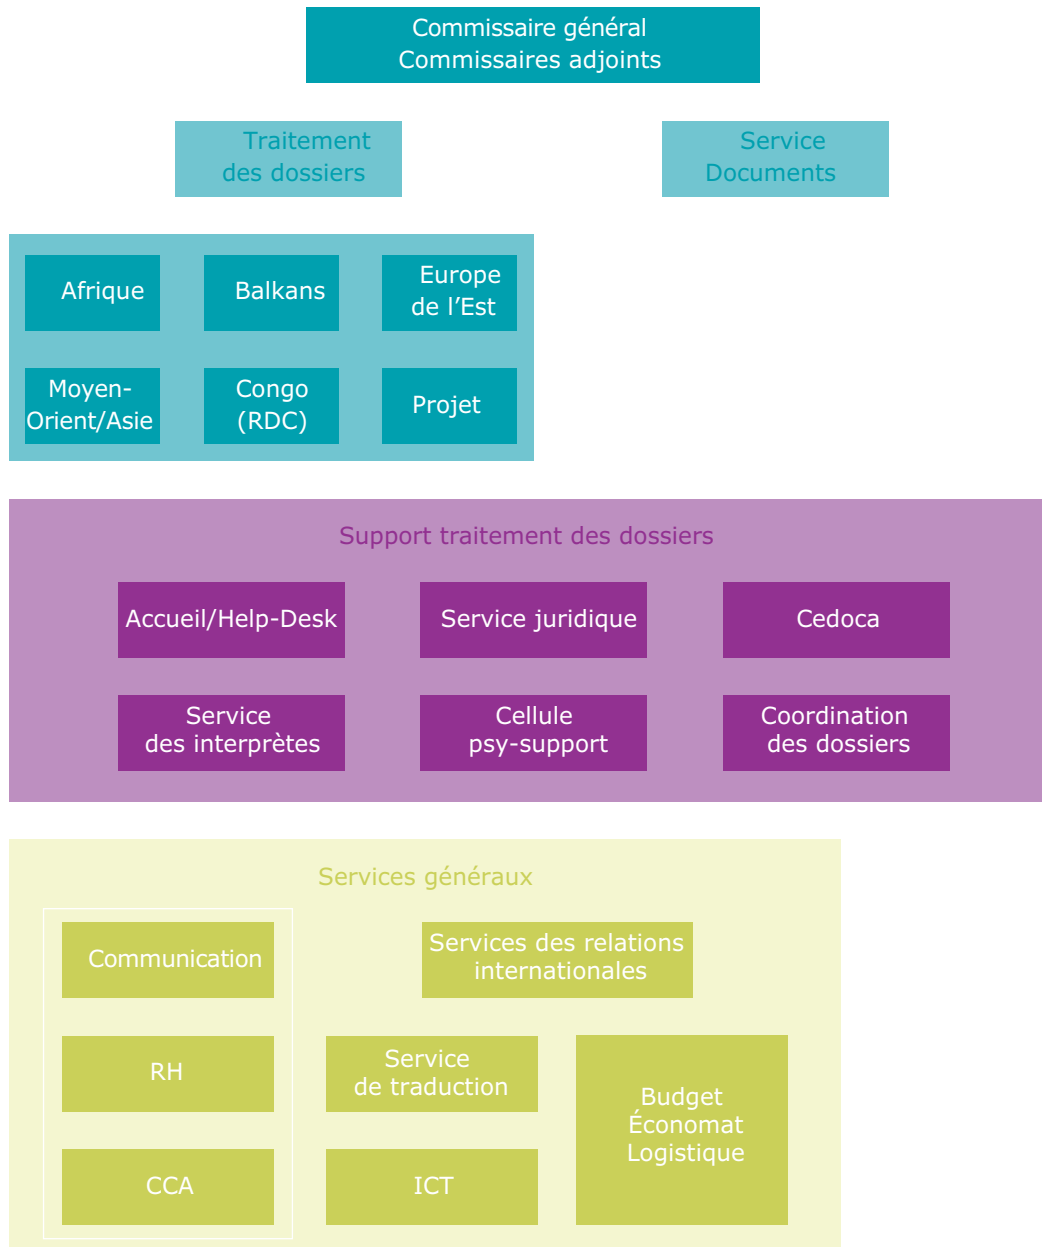 Commissaire général
Commissaires adjoints
Traitement
des dossiers
Service
Documents
Afrique
Balkans
Europe
de l’Est
Moyen-
Orient/Asie
Congo
(RDC)
Projet
Support traitement des dossiers
Accueil/Help-Desk
Service juridique
Cedoca
Service
des interprètes
Cellule
psy-support
Coordination
des dossiers
Services généraux
Communication
Services des relations
internationales
RH
Service
de traduction
Budget
Économat
Logistique
CCA
ICT